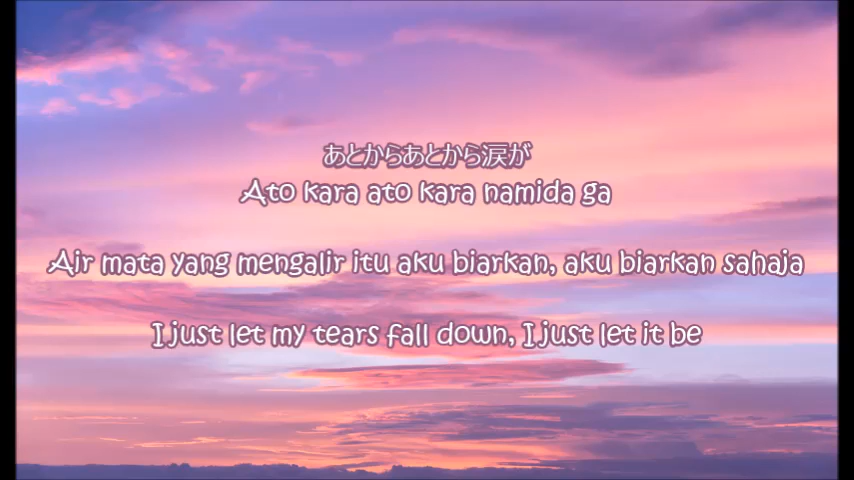 あとからあとから涙が
Ato kara ato kara namida ga
Air mata yang mengalir itu aku biarkan, aku biarkan sahaja
I just let my tears fall down, I just let it be